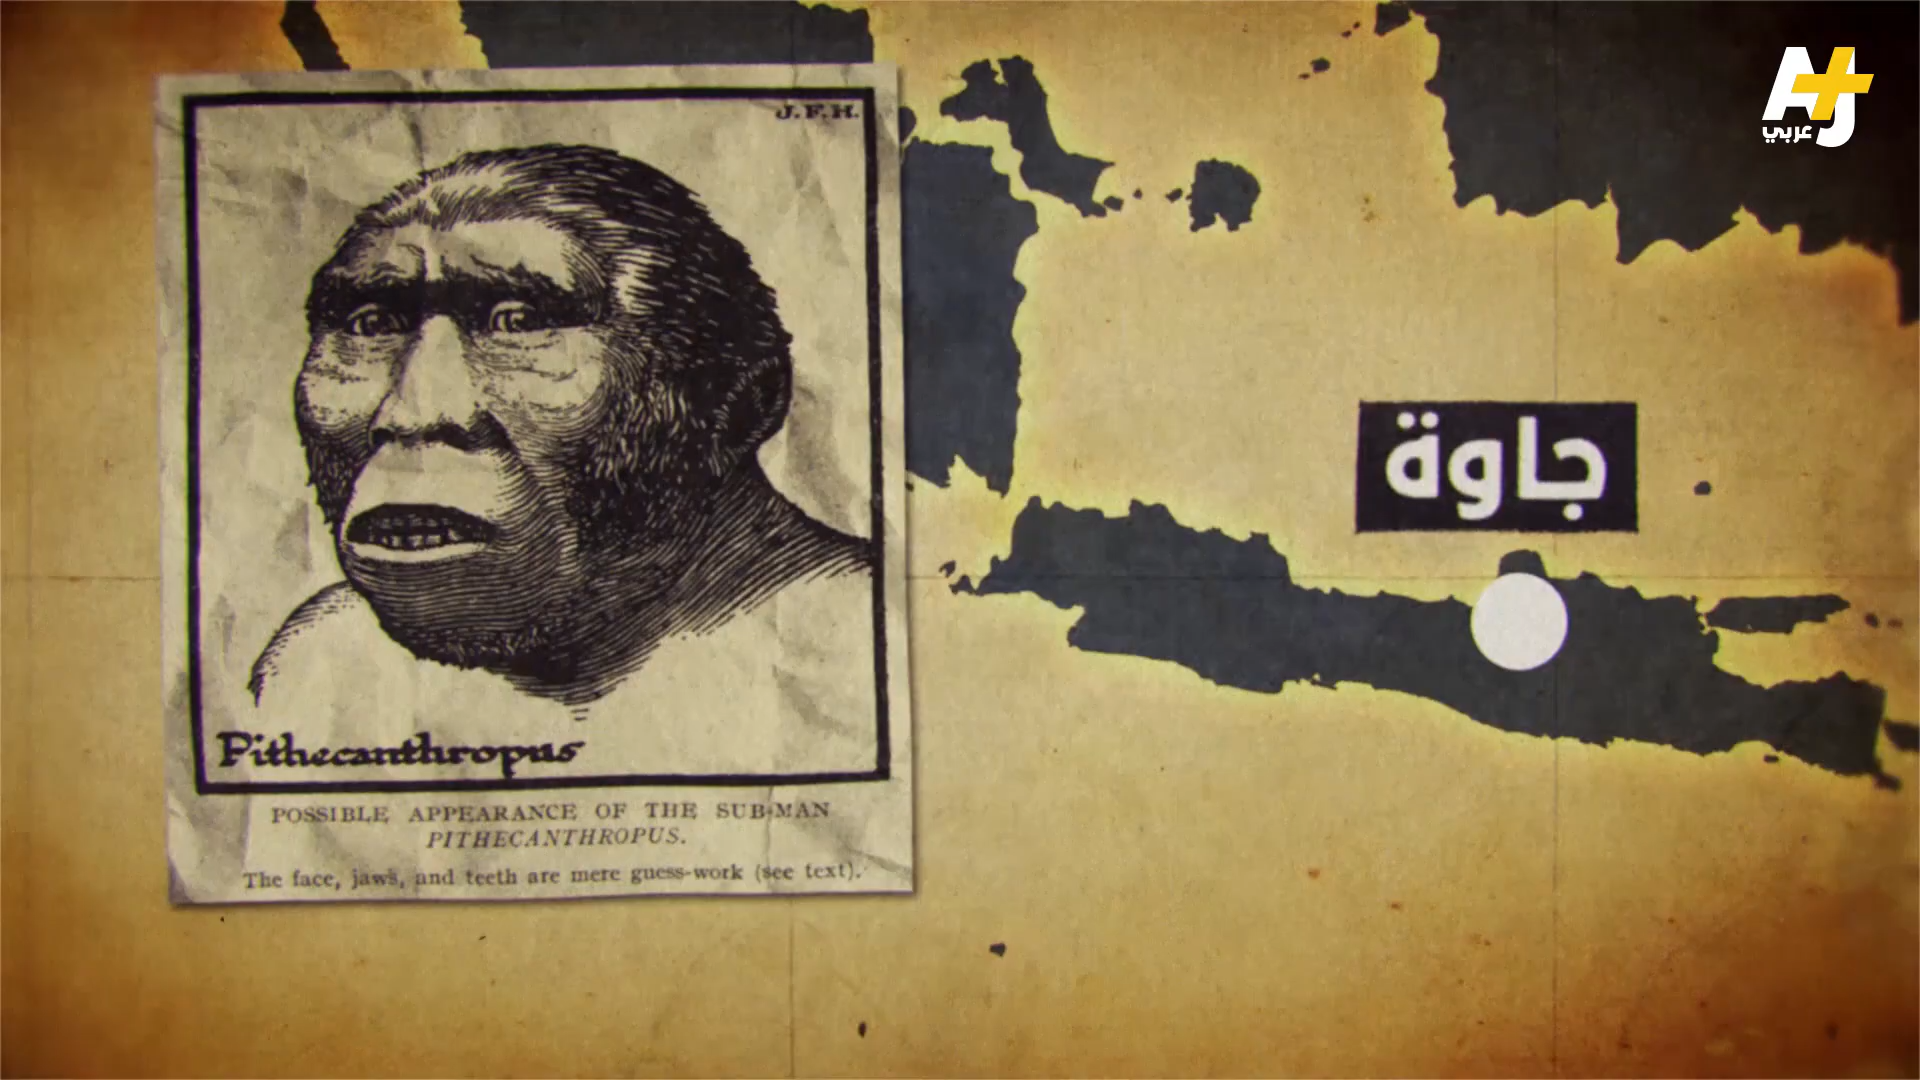 J.F.H.
Pithecanthropus
POSSIBLE APPEARANCE OF THE SUB-MAN
PITHECANTHROPUS.
The face, jaws, and teeth are mere guess-work (see text).
جاوة
AJ+
عربي